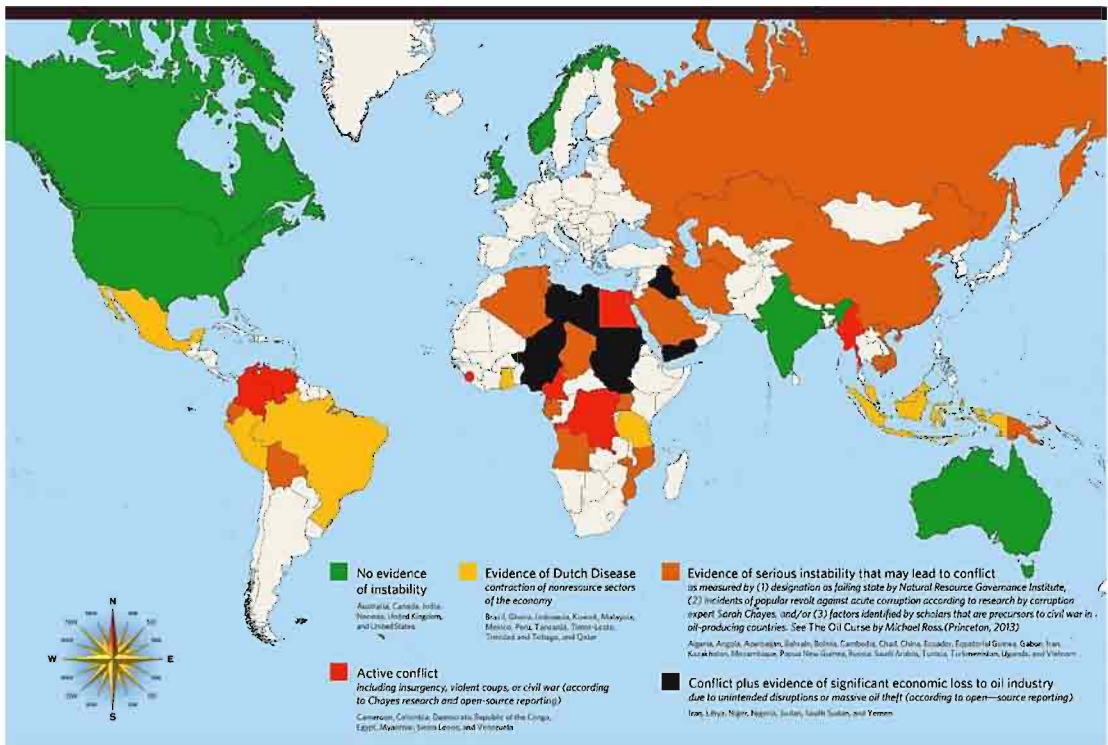 No evidence
of instability
Australia, Canada, India,
Norway, United Kingdom,
and United States
Evidence of Dutch Disease
contraction of nonresource sectors
of the economy
Brazil, Ghana, Indonesia, Kuwait, Malaysia,
Mexico, Peru, Tanzania, Timor-Leste,
Trinidad and Tobago, and Qatar
Evidence of serious instability that may lead to conflict
as measured by (1) designation as failing state by Natural Resource Governance Institute,
(2) incidents of popular revolt against acute corruption according to research by corruption
expert Sarah Chayes, and/or (3) factors identified by scholars that are precursors to civil war in
oil-producing countries. See The Oil Curse by Michael Ross.(Princeton, 2013)
Algeria, Angola, Azerbaijan, Bahrain, Bolivia, Cambodia, Chad, China, Ecuador, Equatorial Guinea, Gabon, Iran,
Kazakhstan, Mozambique, Papua New Guinea, Russia, Saudi Arabia, Tunisia, Turkmenistan, Uganda, and Vietnam
Active conflict
including insurgency, violent coups, or civil war (according
to Chayes research and open-source reporting)
Cameroon, Colombia, Democratic Republic of the Congo,
Egypt, Myanmar, Sierra Leone, and Venezuela
Conflict plus evidence of significant economic loss to oil industry
due to unintended disruptions or massive oil theft (according to open—source reporting)
Libya, Niger, Nigeria, Sudan, South Sudan, and Yemen
N
W
E
S